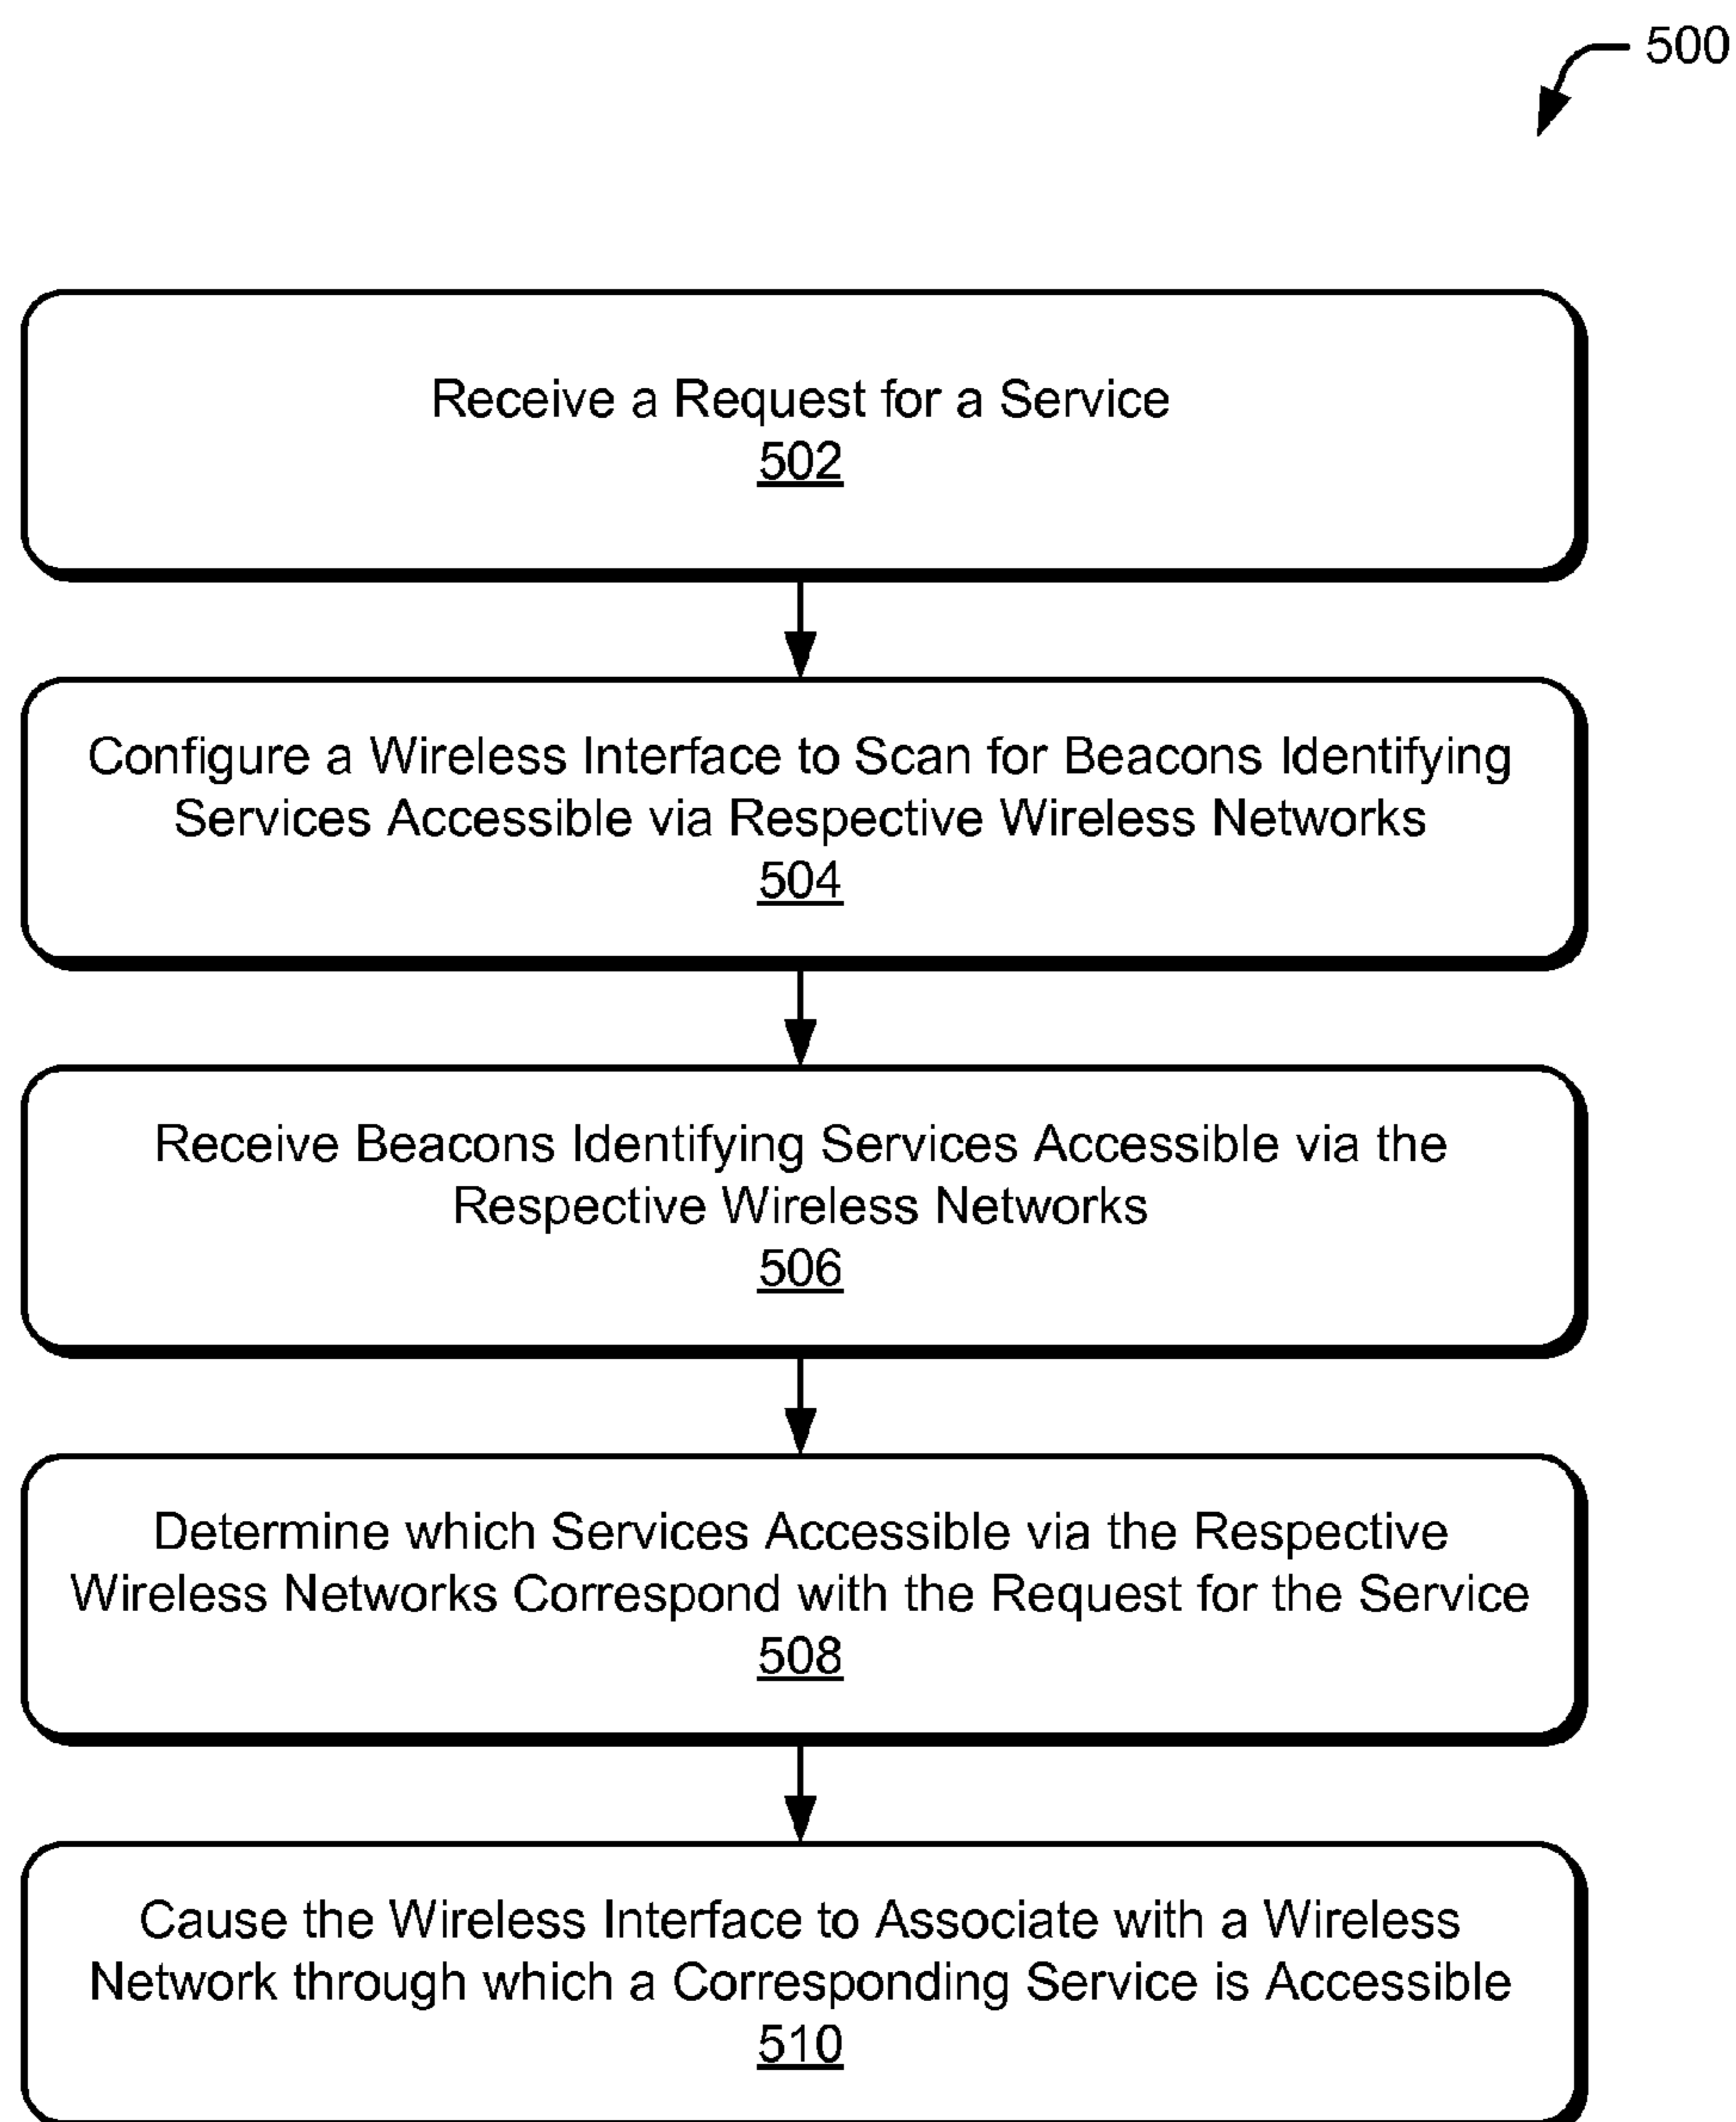 500
Receive a Request for a Service
502
Configure a Wireless Interface to Scan for Beacons Identifying
Services Accessible via Respective Wireless Networks
504
Receive Beacons Identifying Services Accessible via the
Respective Wireless Networks
506
Determine which Services Accessible via the Respective
Wireless Networks Correspond with the Request for the Service
508
Cause the Wireless Interface to Associate with a Wireless
Network through which a Corresponding Service is Accessible
510